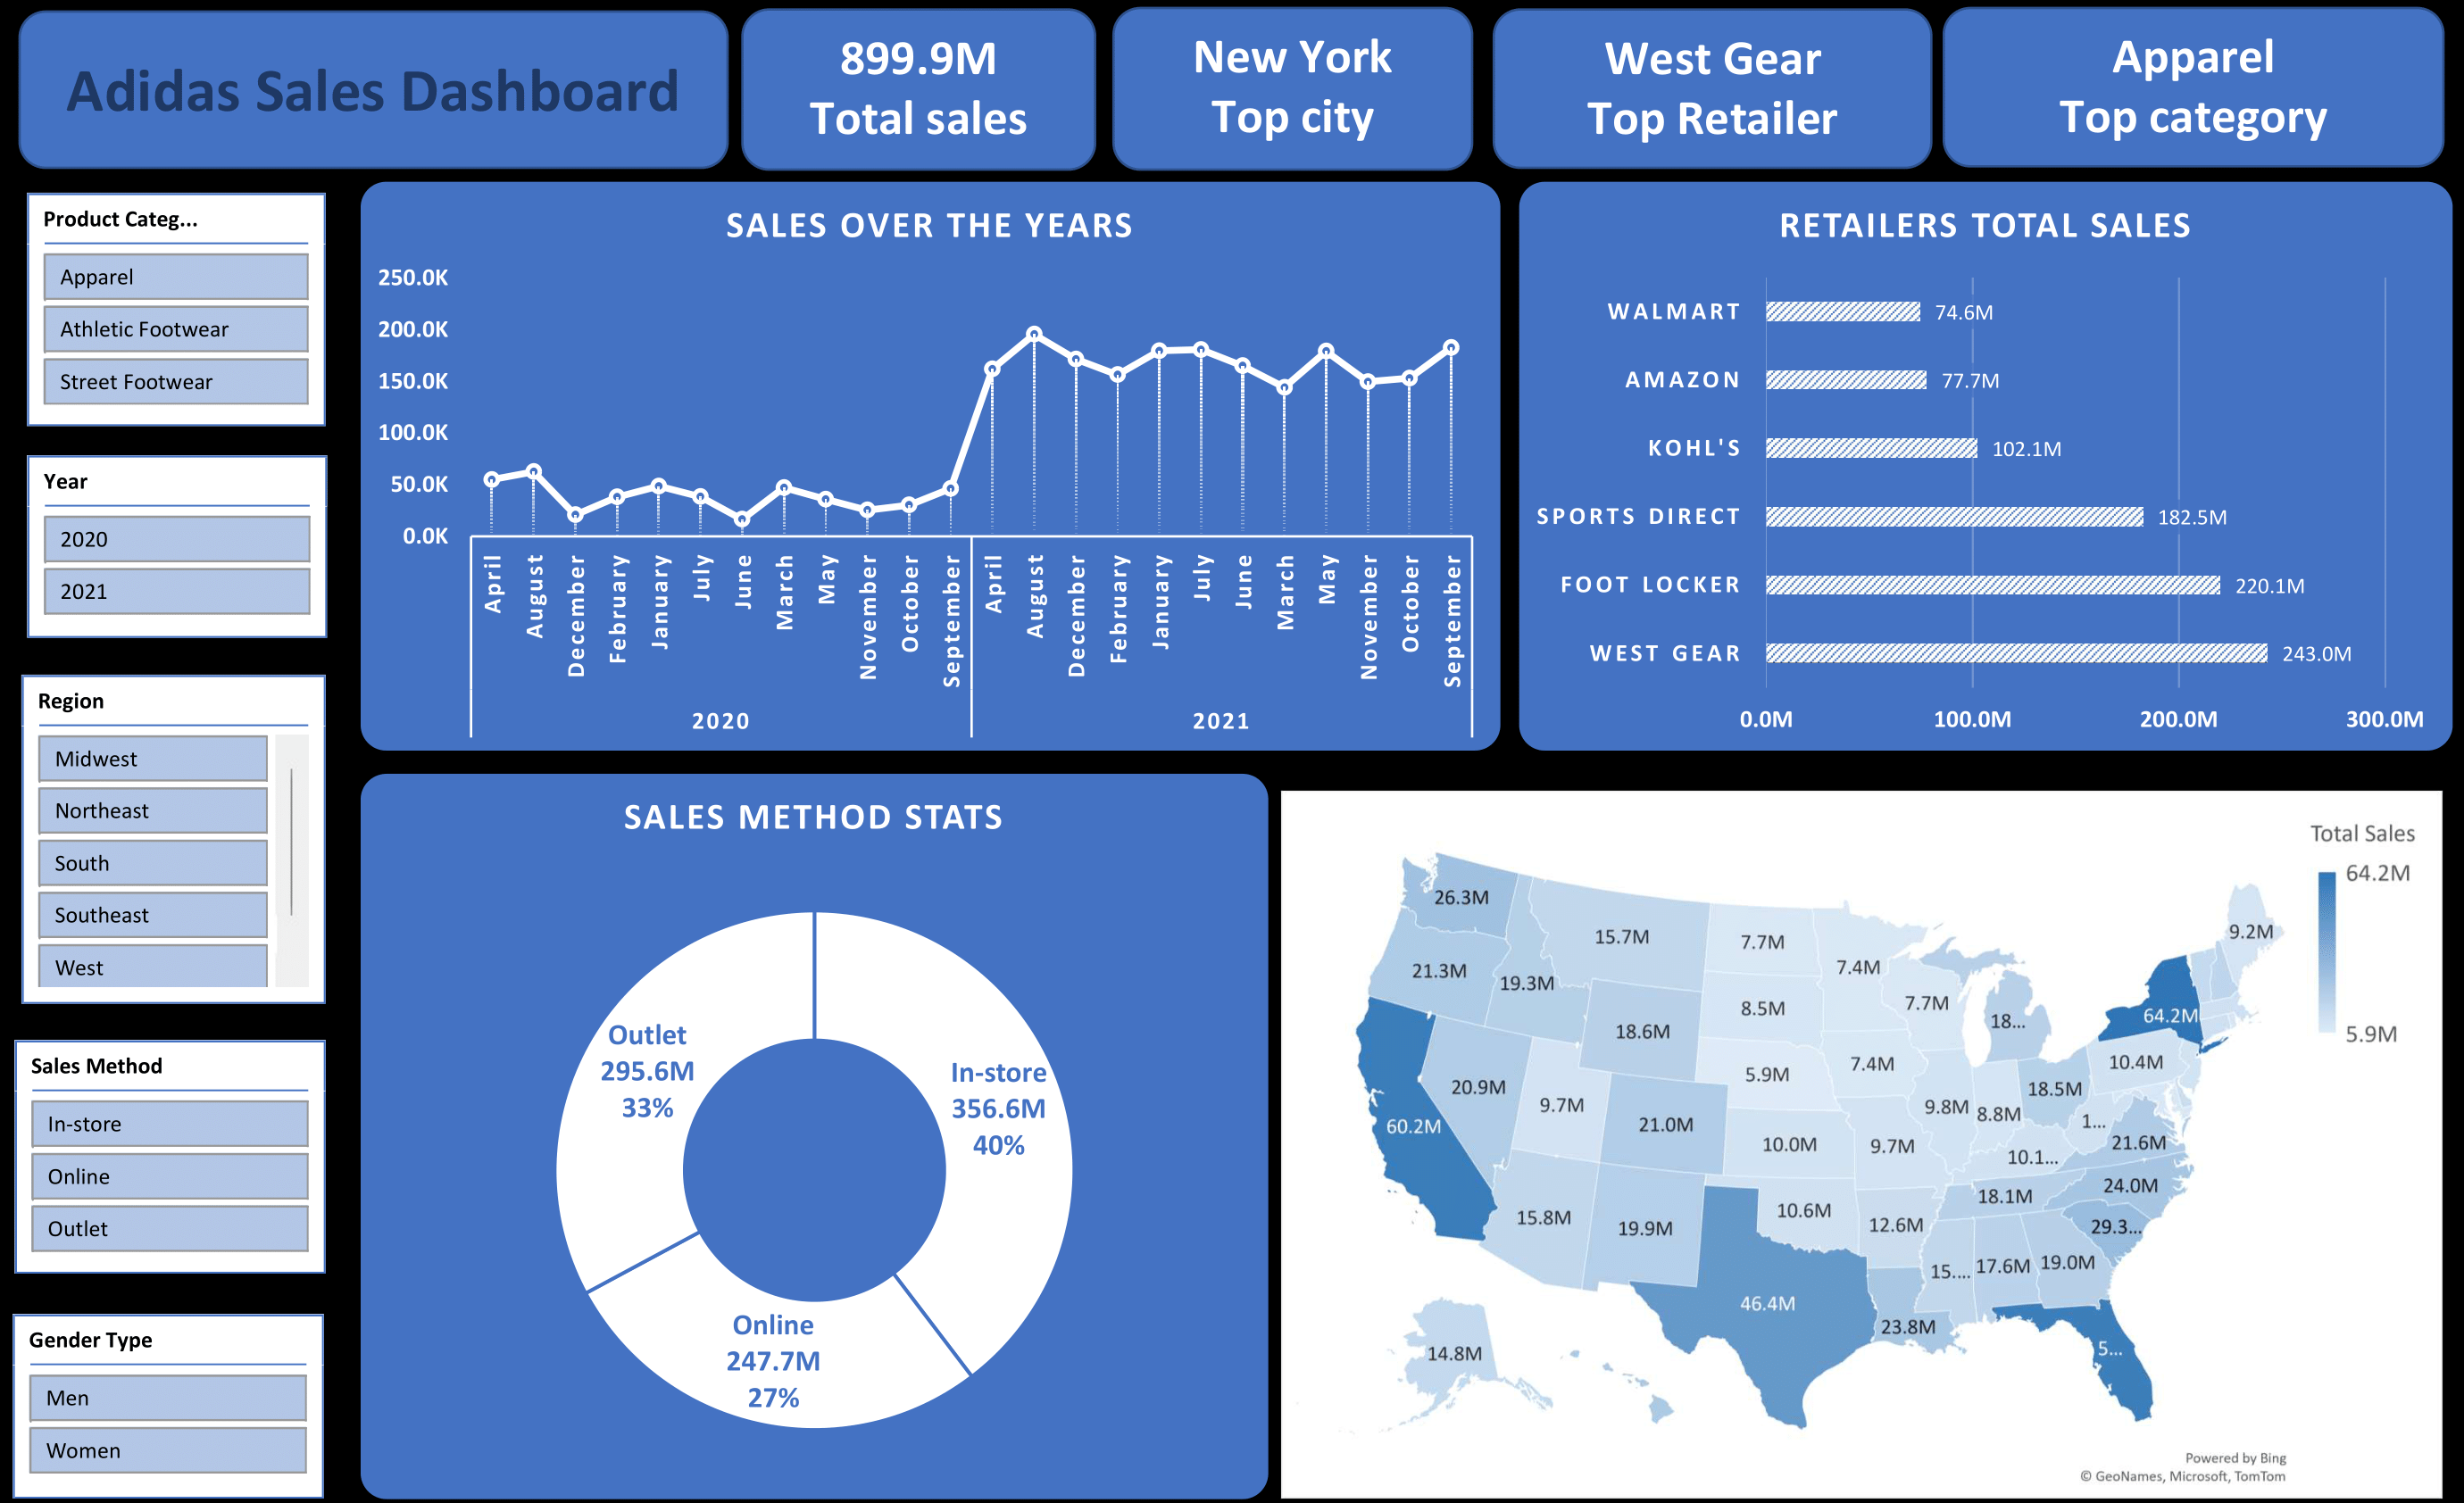 Adidas Sales Dashboard
899.9M
Total sales
New York
Top city
West Gear
Top Retailer
Apparel
Top category
Product Categ...
Apparel
Athletic Footwear
Street Footwear
Year
2020
2021
Region
Midwest
Northeast
South
Southeast
West
Sales Method
In-store
Online
Outlet
Gender Type
Men
Women
SALES OVER THE YEARS
250.0K
200.0K
150.0K
100.0K
50.0K
0.0K
April
August
December
February
January
July
June
March
May
November
October
September
April
August
December
February
January
July
June
March
May
November
October
September
2020
2021
RETAILERS TOTAL SALES
WALMART 74.6M
AMAZON 77.7M
KOHL'S 102.1M
SPORTS DIRECT 182.5M
FOOT LOCKER 220.1M
WEST GEAR 243.0M
0.0M 100.0M 200.0M 300.0M
SALES METHOD STATS
Outlet
295.6M
33%
In-store
356.6M
40%
Online
247.7M
27%
Total Sales
64.2M
5.9M
26.3M
15.7M
7.7M
7.4M
9.2M
21.3M
19.3M
8.5M
7.7M
18...
64.2M
18.6M
20.9M
9.7M
5.9M
7.4M
10.4M
18.5M
60.2M
21.0M
10.0M
9.7M
9.8M
8.8M
1...
21.6M
10.1...
15.8M
19.9M
10.6M
12.6M
18.1M
24.0M
29.3...
15....
17.6M
19.0M
46.4M
23.8M
5...
14.8M
Powered by Bing
© GeoNames, Microsoft, TomTom